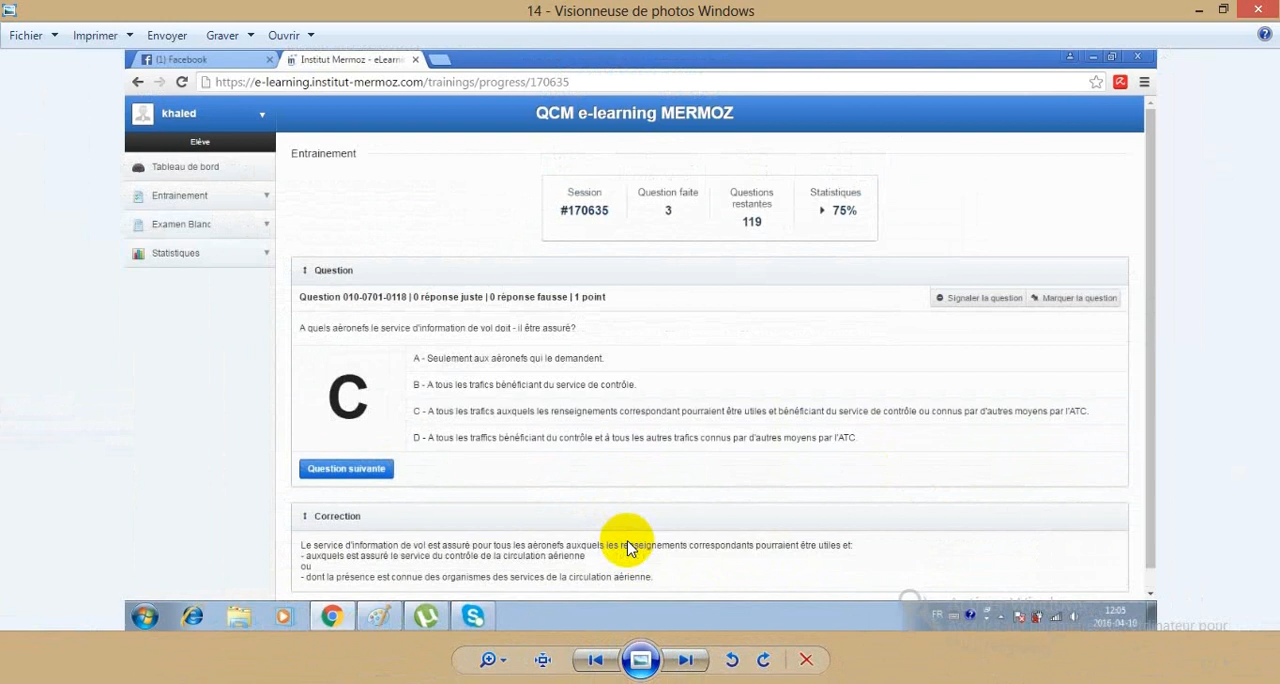 14 - Visionneuse de photos Windows
Fichier Imprimer Envoyer Graver Ouvrir
(1) Facebook Institut Mermoz - eLearni
https://e-learning.institut-mermoz.com/trainings/progress/170635
khaled QCM e-learning MERMOZ
Elève
Tableau de bord
Entrainement
Examen Blanc
Statistiques
Entrainement
Session Question faite Questions restantes Statistiques
#170635 3 119 75%
Question
Question 010-0701-0118 | 0 réponse juste | 0 réponse fausse | 1 point Signaler la question Marquer la question
A quels aéronefs le service d'information de vol doit - il être assuré?
C
A - Seulement aux aéronefs qui le demandent.
B - A tous les trafics bénéficiant du service de contrôle.
C - A tous les trafics auxquels les renseignements correspondant pourraient être utiles et bénéficiant du service de contrôle ou connus par d'autres moyens par l'ATC.
D - A tous les traffics bénéficiant du contrôle et à tous les autres trafics connus par d'autres moyens par l'ATC.
Question suivante
Correction
Le service d'information de vol est assuré pour tous les aéronefs auxquels les renseignements correspondants pourraient être utiles et:
- auxquels est assuré le service du contrôle de la circulation aérienne
ou
- dont la présence est connue des organismes des services de la circulation aérienne.
FR 12:05
2016-04-10